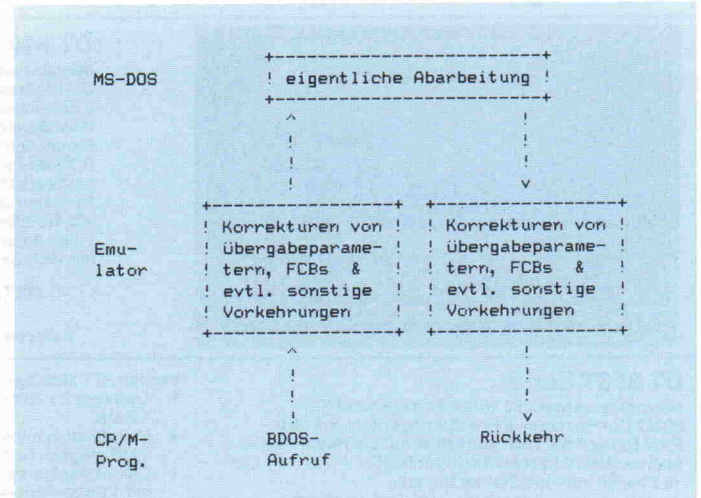 MS-DOS
eigentliche Abarbeitung
Emu-
lator
Korrekturen von
übergabeparame-
tern, FCBs &
evtl. sonstige
Vorkehrungen
Korrekturen von
übergabeparame-
tern, FCBs &
evtl. sonstige
Vorkehrungen
CP/M-
Prog.
BDOS-
Aufruf
Rückkehr